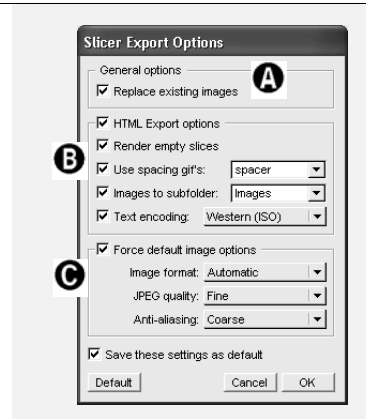 Slicer Export Options
General options
A
Replace existing images
HTML Export options
B
Render empty slices
Use spacing gif's: spacer
Images to subfolder: Images
Text encoding: Western (ISO)
Force default image options
C
Image format: Automatic
JPEG quality: Fine
Anti-aliasing: Coarse
Save these settings as default
Default Cancel OK